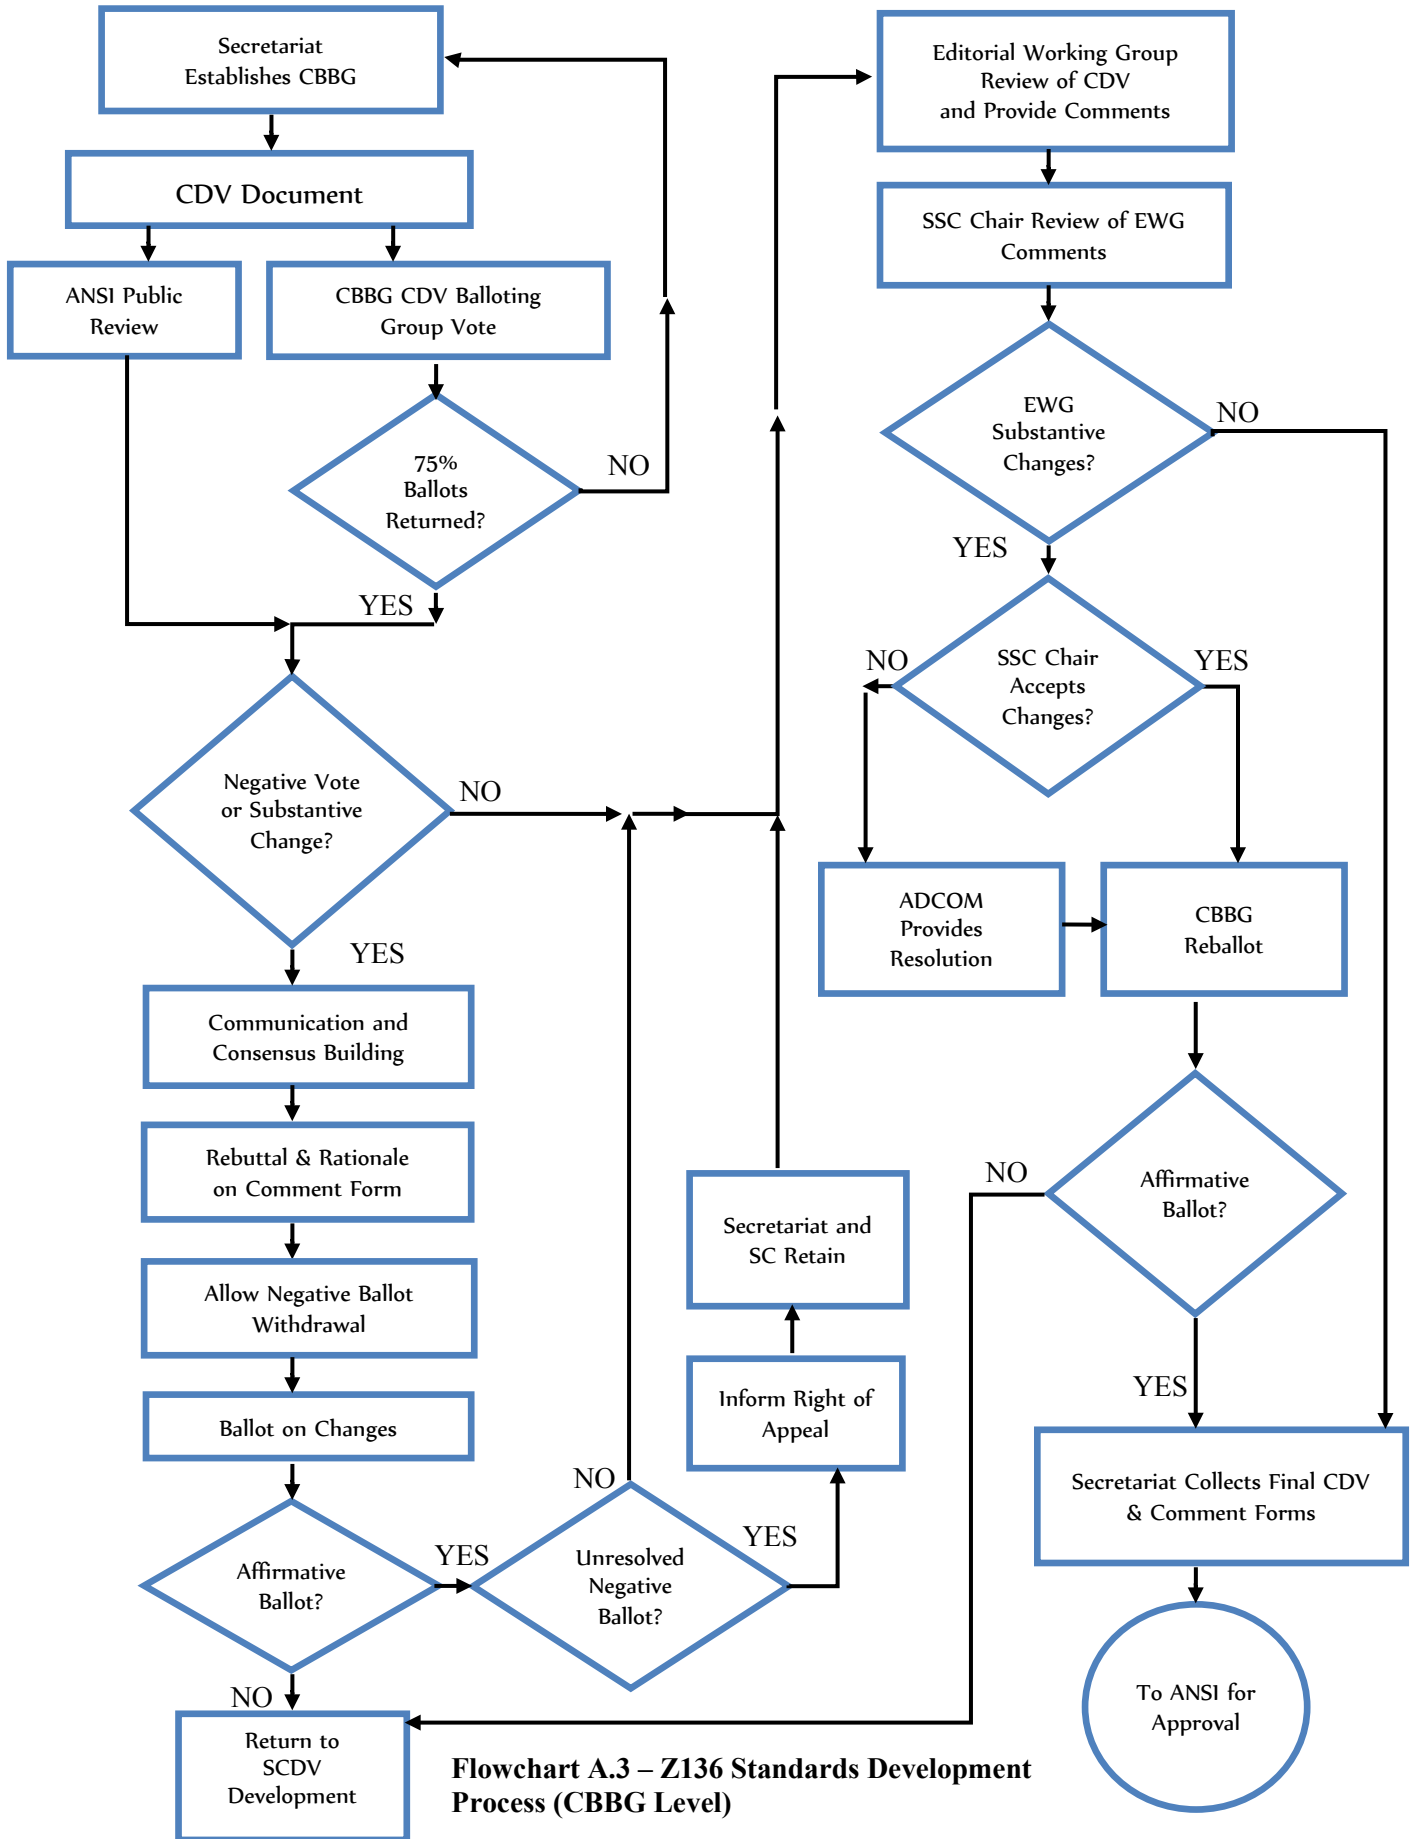 Secretariat
Establishes CBBG
CDV Document
ANSI Public
Review
CBBG CDV Balloting
Group Vote
75%
Ballots
Returned?
NO
YES
Negative Vote
or Substantive
Change?
NO
YES
Communication and
Consensus Building
Rebuttal & Rationale
on Comment Form
Allow Negative Ballot
Withdrawal
Ballot on Changes
Affirmative
Ballot?
YES
NO
Return to
SCDV
Development
Unresolved
Negative
Ballot?
NO
YES
Inform Right of
Appeal
Secretariat and
SC Retain
Editorial Working Group
Review of CDV
and Provide Comments
SSC Chair Review of EWG
Comments
EWG
Substantive
Changes?
NO
YES
SSC Chair
Accepts
Changes?
NO
YES
ADCOM
Provides
Resolution
CBBG
Reballot
Affirmative
Ballot?
NO
YES
Secretariat Collects Final CDV
& Comment Forms
To ANSI for
Approval
Flowchart A.3 – Z136 Standards Development
Process (CBBG Level)